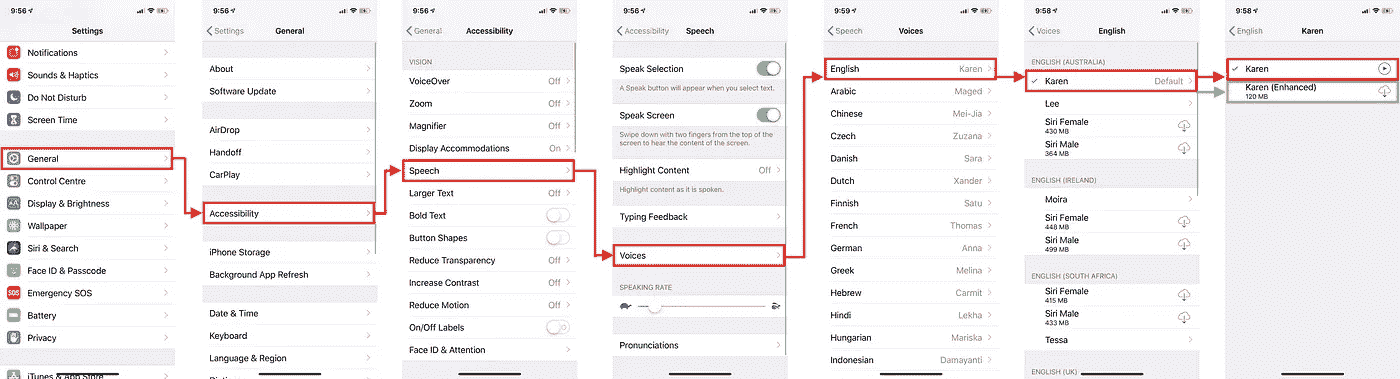 9:56
Settings
Notifications
Sounds & Haptics
Do Not Disturb
Screen Time
General
Control Centre
Display & Brightness
Wallpaper
Siri & Search
Face ID & Passcode
SOS Emergency SOS
Battery
Privacy
iTunes & App Store
9:56
Settings General
About
Software Update
AirDrop
Handoff
CarPlay
Accessibility
iPhone Storage
Background App Refresh
Date & Time
Keyboard
Language & Region
9:56
General Accessibility
VISION
VoiceOver Off
Zoom Off
Magnifier Off
Display Accommodations On
Speech
Larger Text Off
Bold Text
Button Shapes
Reduce Transparency Off
Increase Contrast Off
Reduce Motion Off
On/Off Labels
Face ID & Attention
9:56
Accessibility Speech
Speak Selection
A Speak button will appear when you select text.
Speak Screen
Swipe down with two fingers from the top of the
screen to hear the content of the screen.
Highlight Content Off
Highlight content as it is spoken.
Typing Feedback
Voices
SPEAKING RATE
Pronunciations
9:59
Speech Voices
English Karen
Arabic Maged
Chinese Mei-Jia
Czech Zuzana
Danish Sara
Dutch Xander
Finnish Satu
French Thomas
German Anna
Greek Melina
Hebrew Carmit
Hindi Lekha
Hungarian Mariska
Indonesian Damayanti
9:58
Voices English
ENGLISH (AUSTRALIA)
Karen Default
Lee
Siri Female
430 MB
Siri Male
364 MB
ENGLISH (IRELAND)
Moira
Siri Female
448 MB
Siri Male
499 MB
ENGLISH (SOUTH AFRICA)
Siri Female
415 MB
Siri Male
433 MB
Tessa
ENGLISH (UK)
9:58
English Karen
Karen
Karen (Enhanced)
120 MB